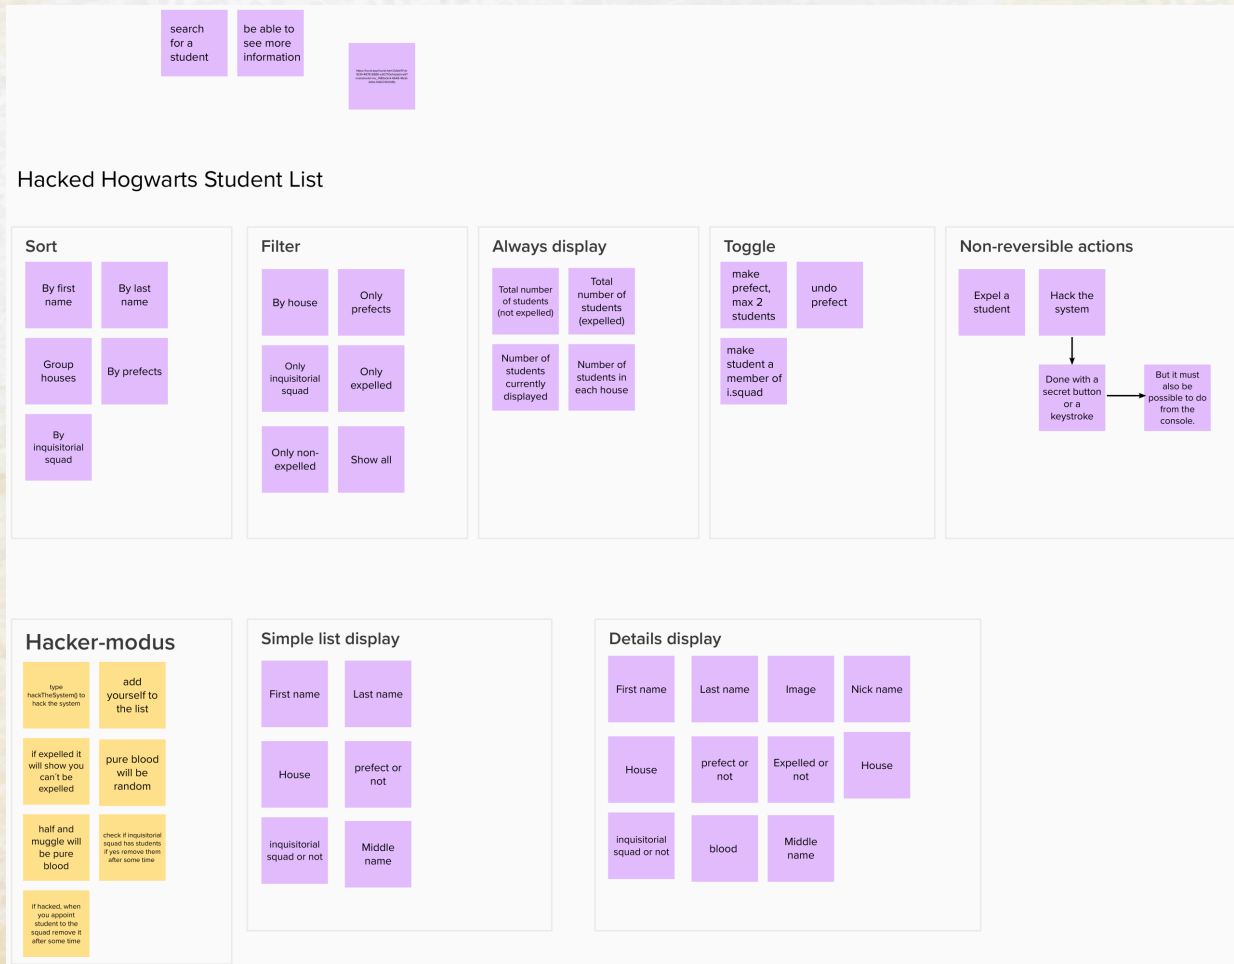 search
for a
student
be able to
see more
information
Hacked Hogwarts Student List
Sort
By first
name
By last
name
Group
houses
By prefects
By
inquisitorial
squad
Filter
By house
Only
prefects
Only
inquisitorial
squad
Only
expelled
Only non-
expelled
Show all
Always display
Total number
of students
(not expelled)
Total
number of
students
(expelled)
Number of
students
currently
displayed
Number of
students in
each house
Toggle
make
prefect,
max 2
students
undo
prefect
make
student a
member of
i.squad
Non-reversible actions
Expel a
student
Hack the
system
Done with a
secret button
or a
keystroke
But it must
also be
possible to do
from the
console.
Hacker-modus
type
hackTheSystem() to
hack the system
add
yourself to
the list
if expelled it
will show you
can´t be
expelled
pure blood
will be
random
half and
muggle will
be pure
blood
check if inquisitorial
squad has students
if yes remove them
after some time
if hacked, when
you appoint
student to the
squad remove it
after some time
Simple list display
First name
Last name
House
prefect or
not
inquisitorial
squad or not
Middle
name
Details display
First name
Last name
Image
Nick name
House
prefect or
not
Expelled or
not
House
inquisitorial
squad or not
blood
Middle
name